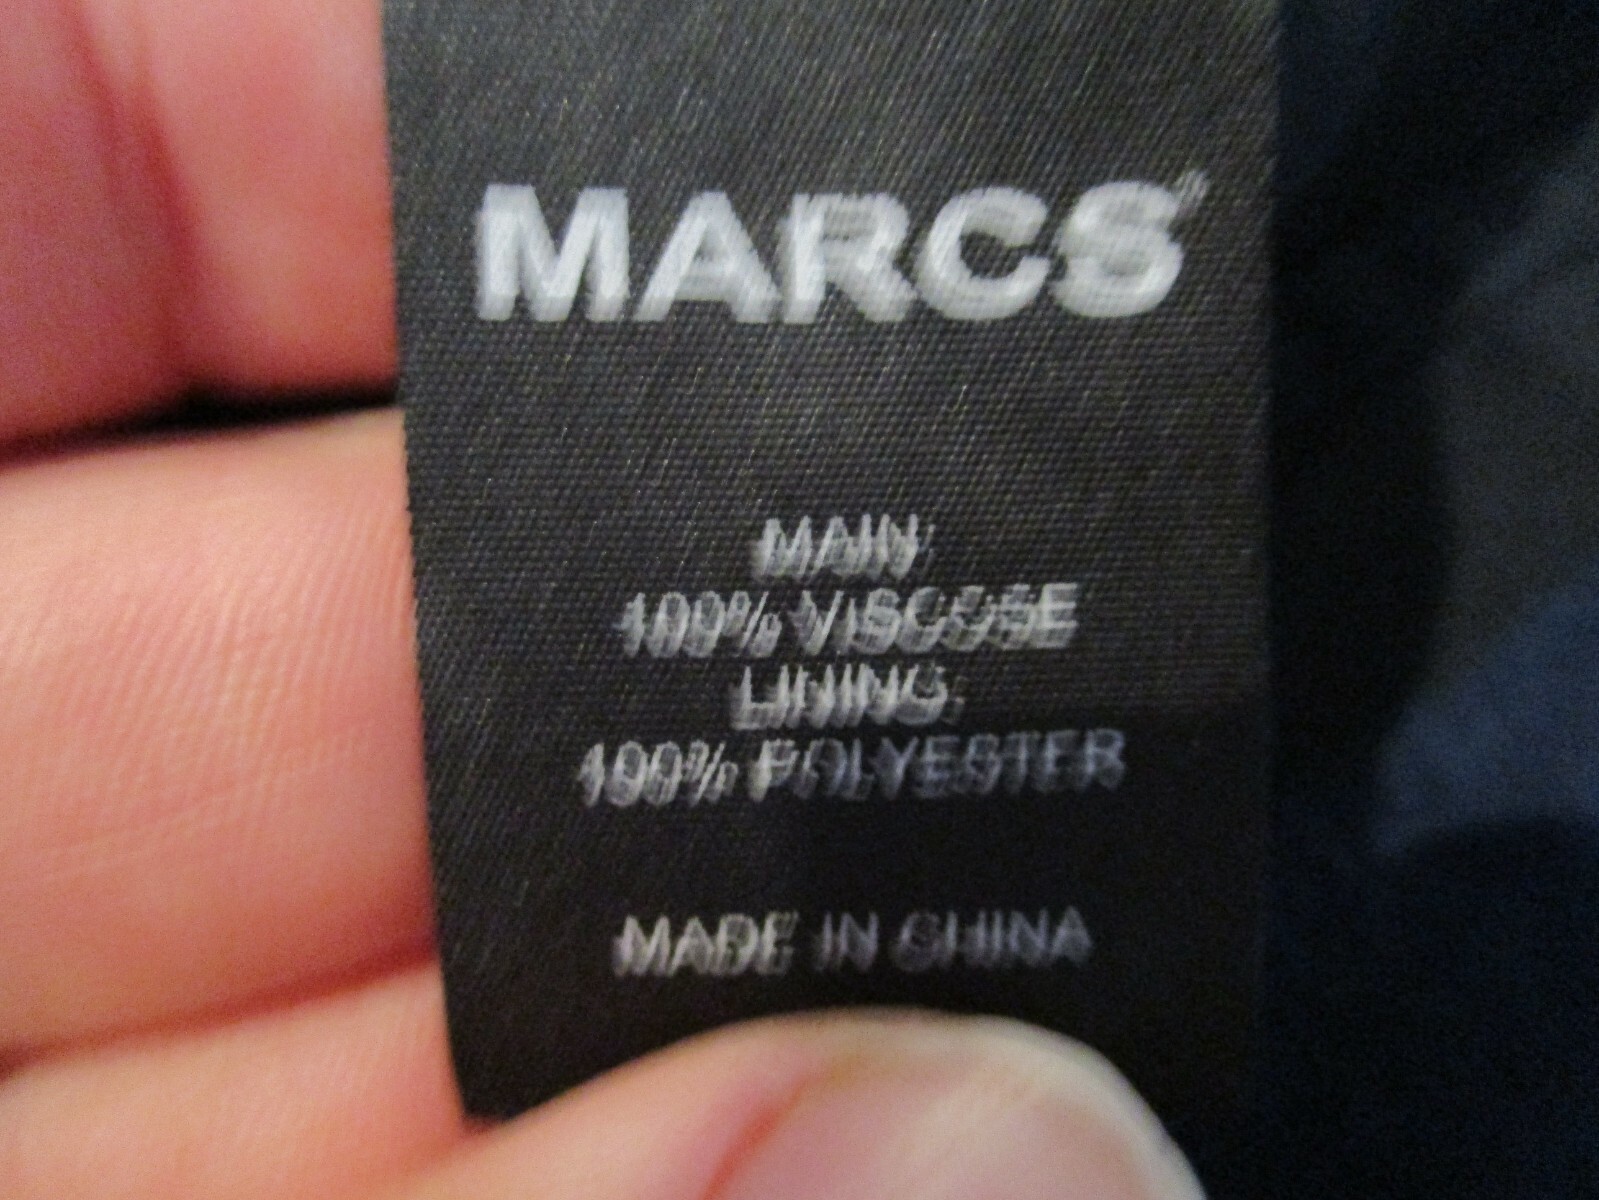 MARCS®
MAIN
100% VISCOSE
LINING
100% POLYESTER
MADE IN CHINA